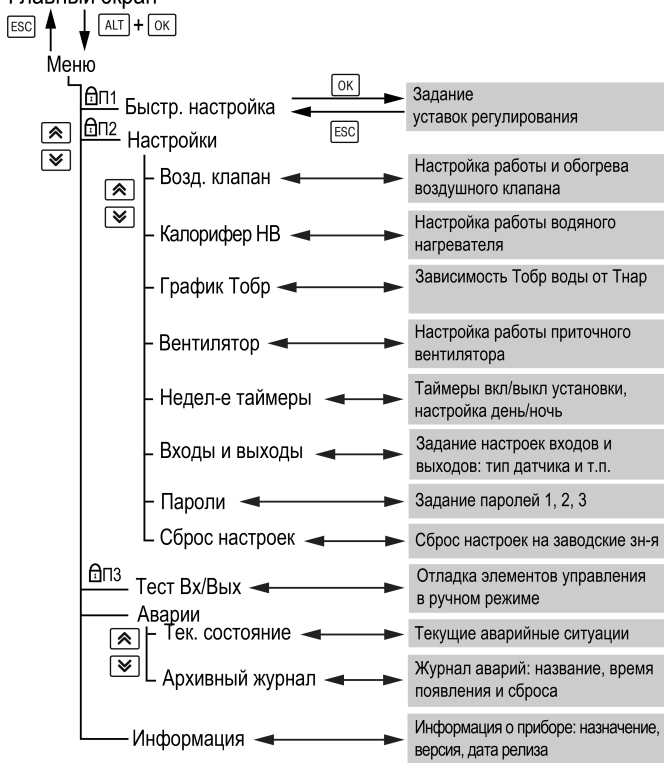 Главный экран
ESC ALT + OK
Меню
П1 Быстр. настройка
OK
ESC
Задание
уставок регулирования
П2 Настройки
Возд. клапан
Настройка работы и обогрева
воздушного клапана
Калорифер НВ
Настройка работы водяного
нагревателя
График Тобр
Зависимость Тобр воды от Тнар
Вентилятор
Настройка работы приточного
вентилятора
Недел-е таймеры
Таймеры вкл/выкл установки,
настройка день/ночь
Входы и выходы
Задание настроек входов и
выходов: тип датчика и т.п.
Пароли
Задание паролей 1, 2, 3
Сброс настроек
Сброс настроек на заводские зн-я
П3 Тест Вх/Вых
Отладка элементов управления
в ручном режиме
Аварии
Тек. состояние
Текущие аварийные ситуации
Архивный журнал
Журнал аварий: название, время
появления и сброса
Информация
Информация о приборе: назначение,
версия, дата релиза